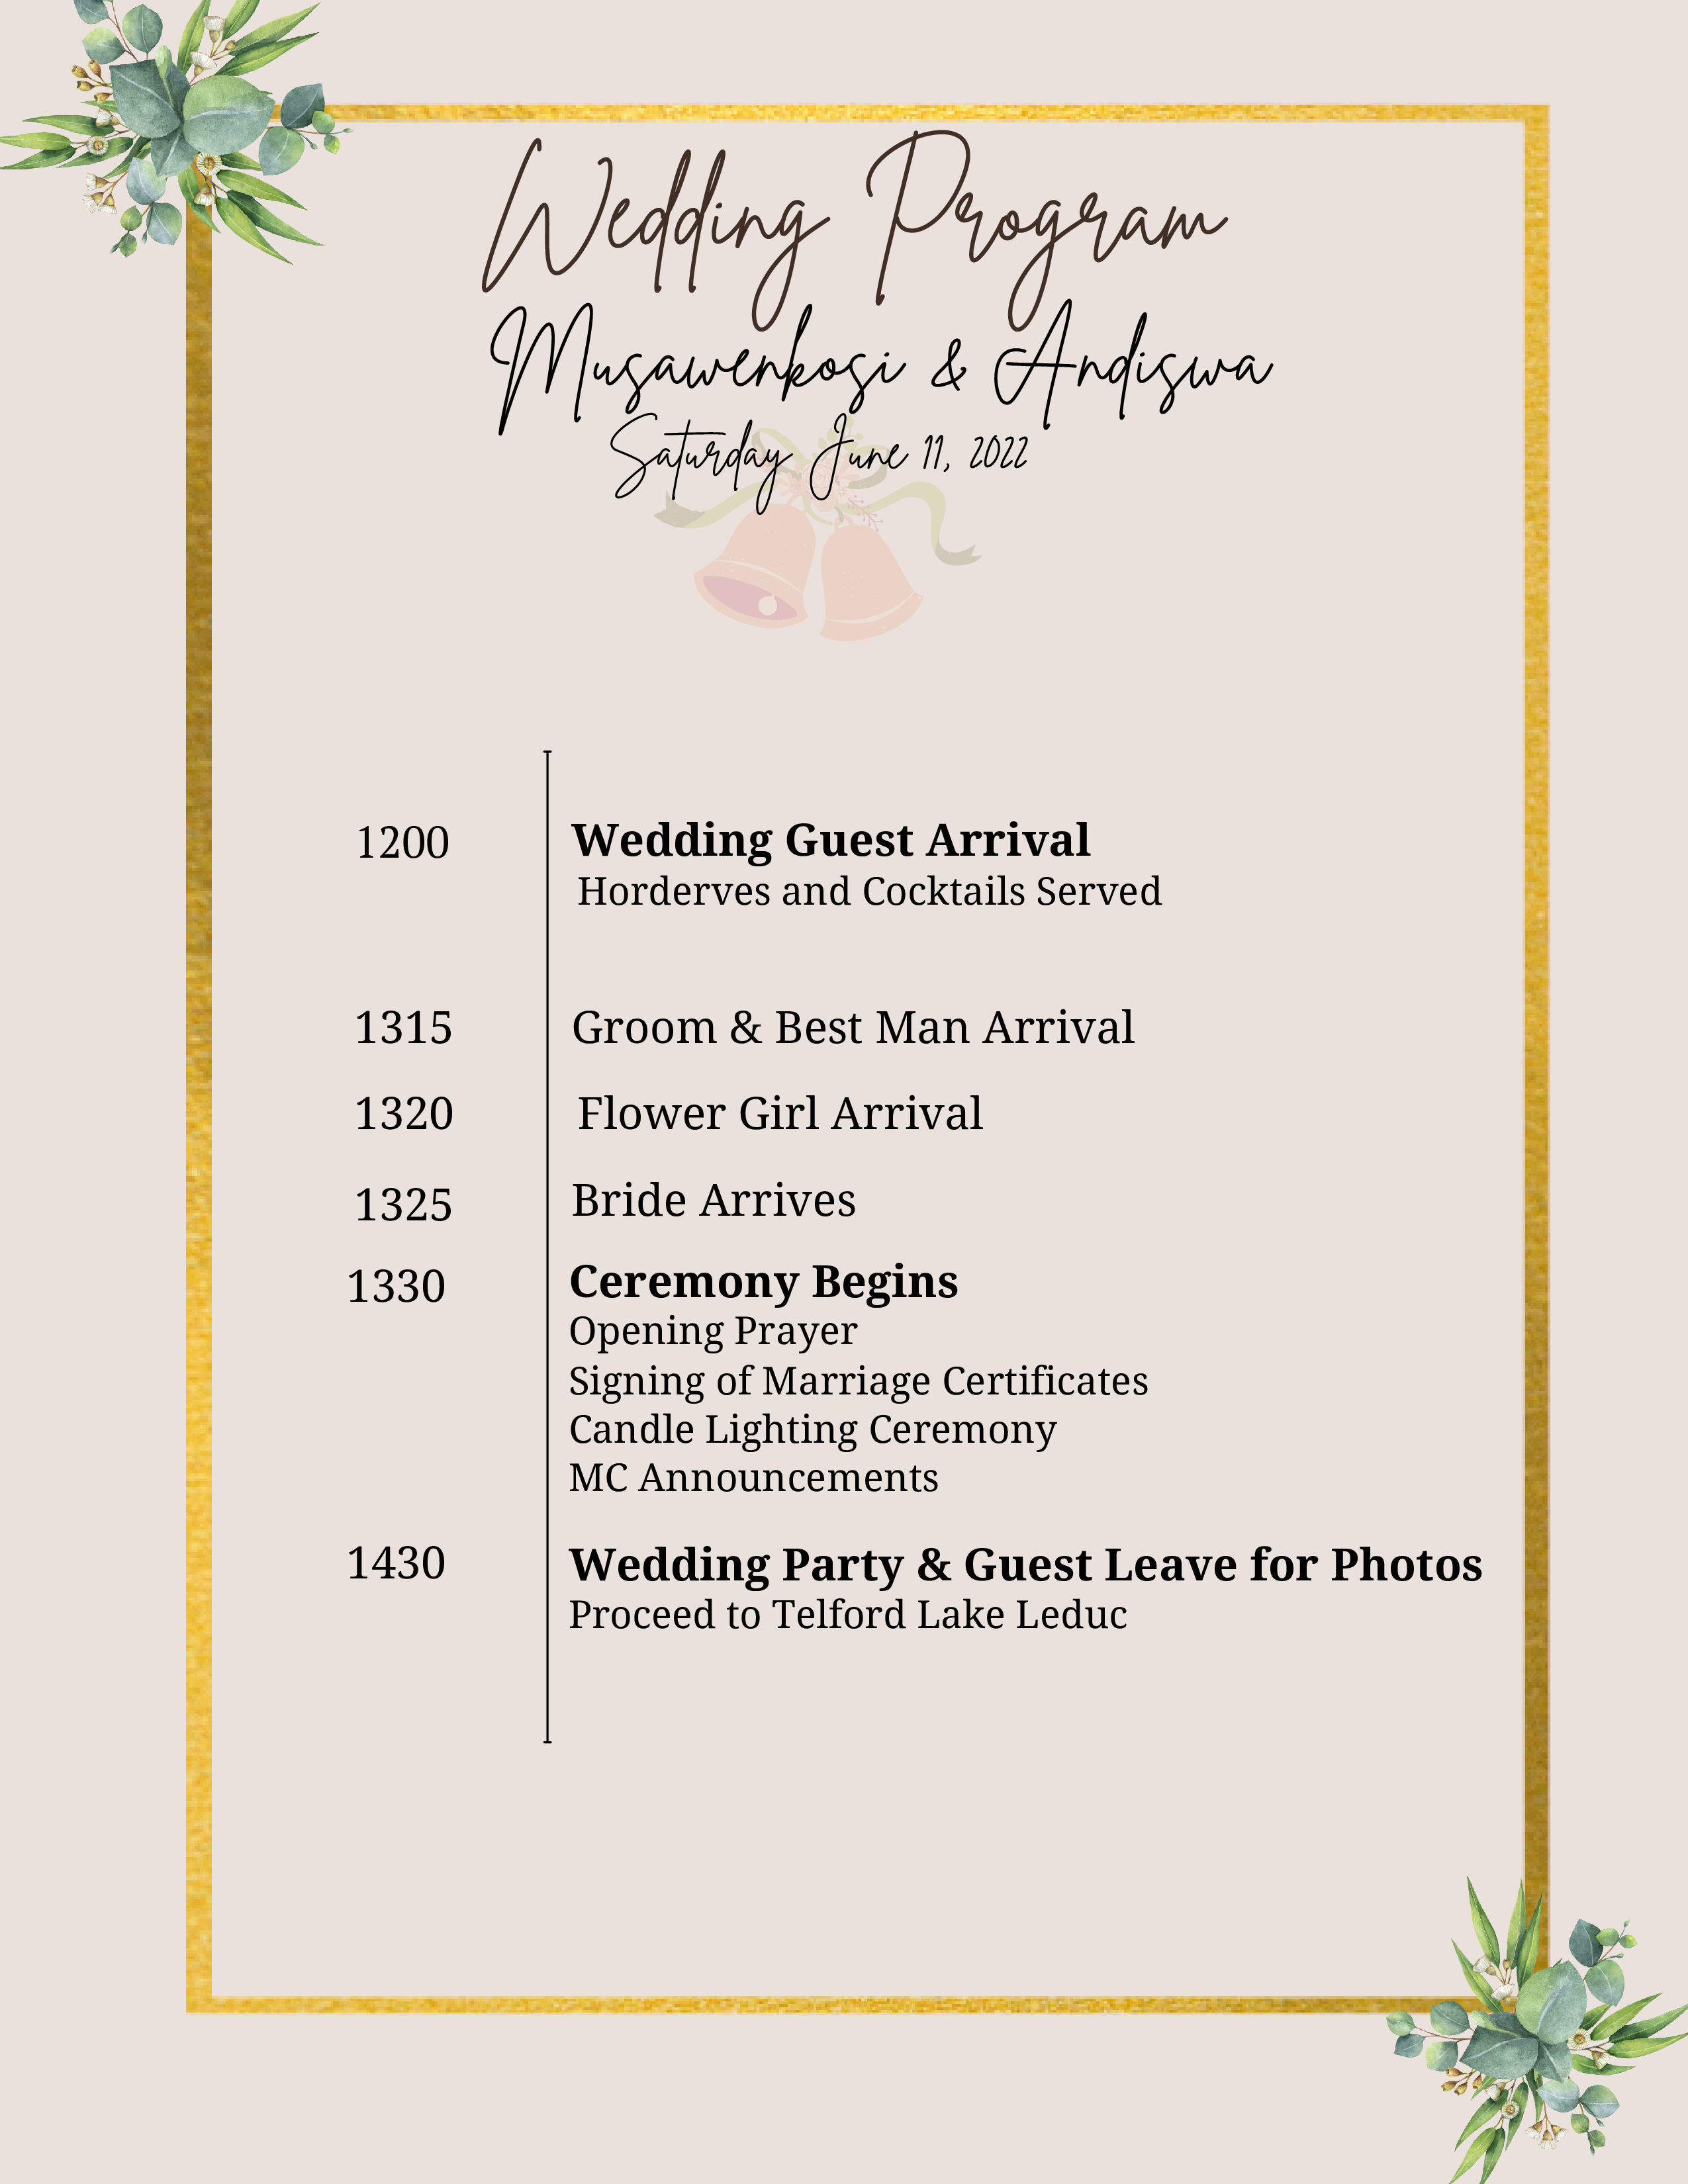 Wedding Program
Musawenkosi & Andiswa
Saturday June 11, 2022
1200 Wedding Guest Arrival
Horderves and Cocktails Served
1315 Groom & Best Man Arrival
1320 Flower Girl Arrival
1325 Bride Arrives
1330 Ceremony Begins
Opening Prayer
Signing of Marriage Certificates
Candle Lighting Ceremony
MC Announcements
1430 Wedding Party & Guest Leave for Photos
Proceed to Telford Lake Leduc